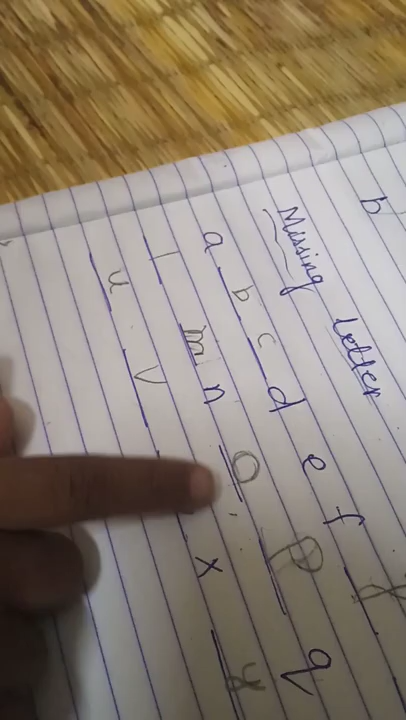 b
Missing letter
a b c d e f g
l m n o p q
u v x y